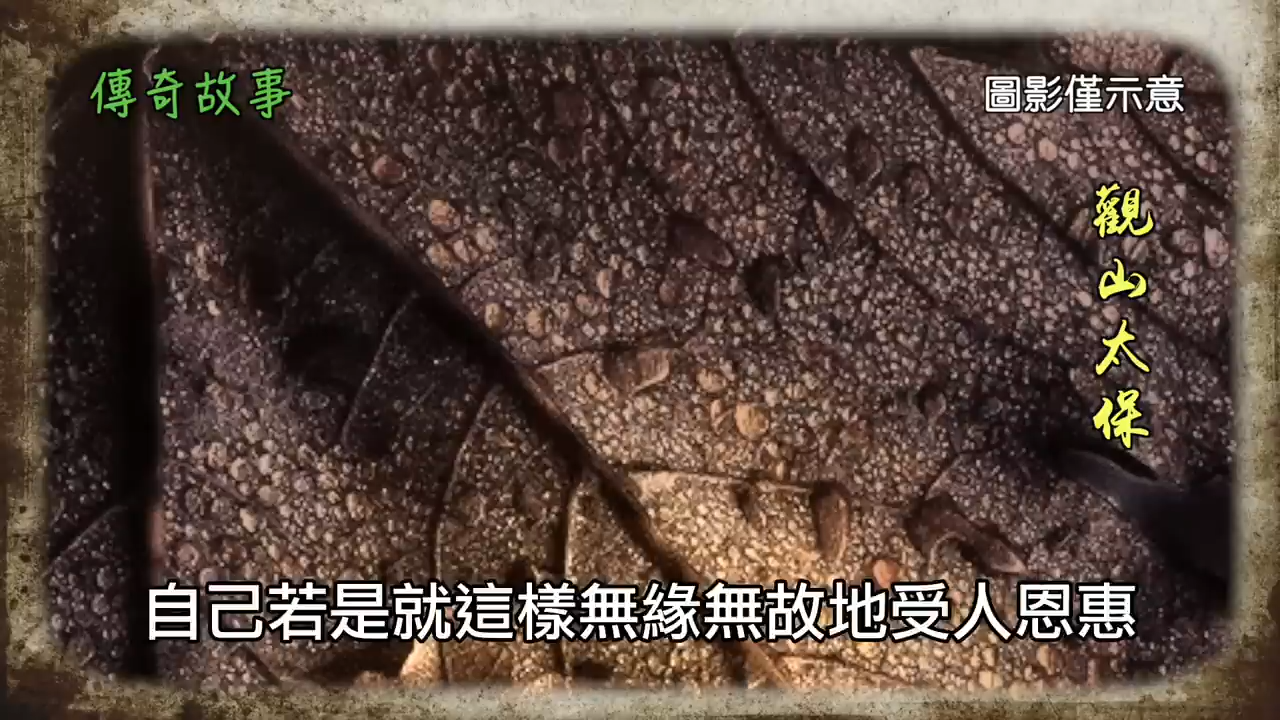 傳奇故事
圖影僅示意
觀山太保
自己若是就這樣無緣無故地受人恩惠